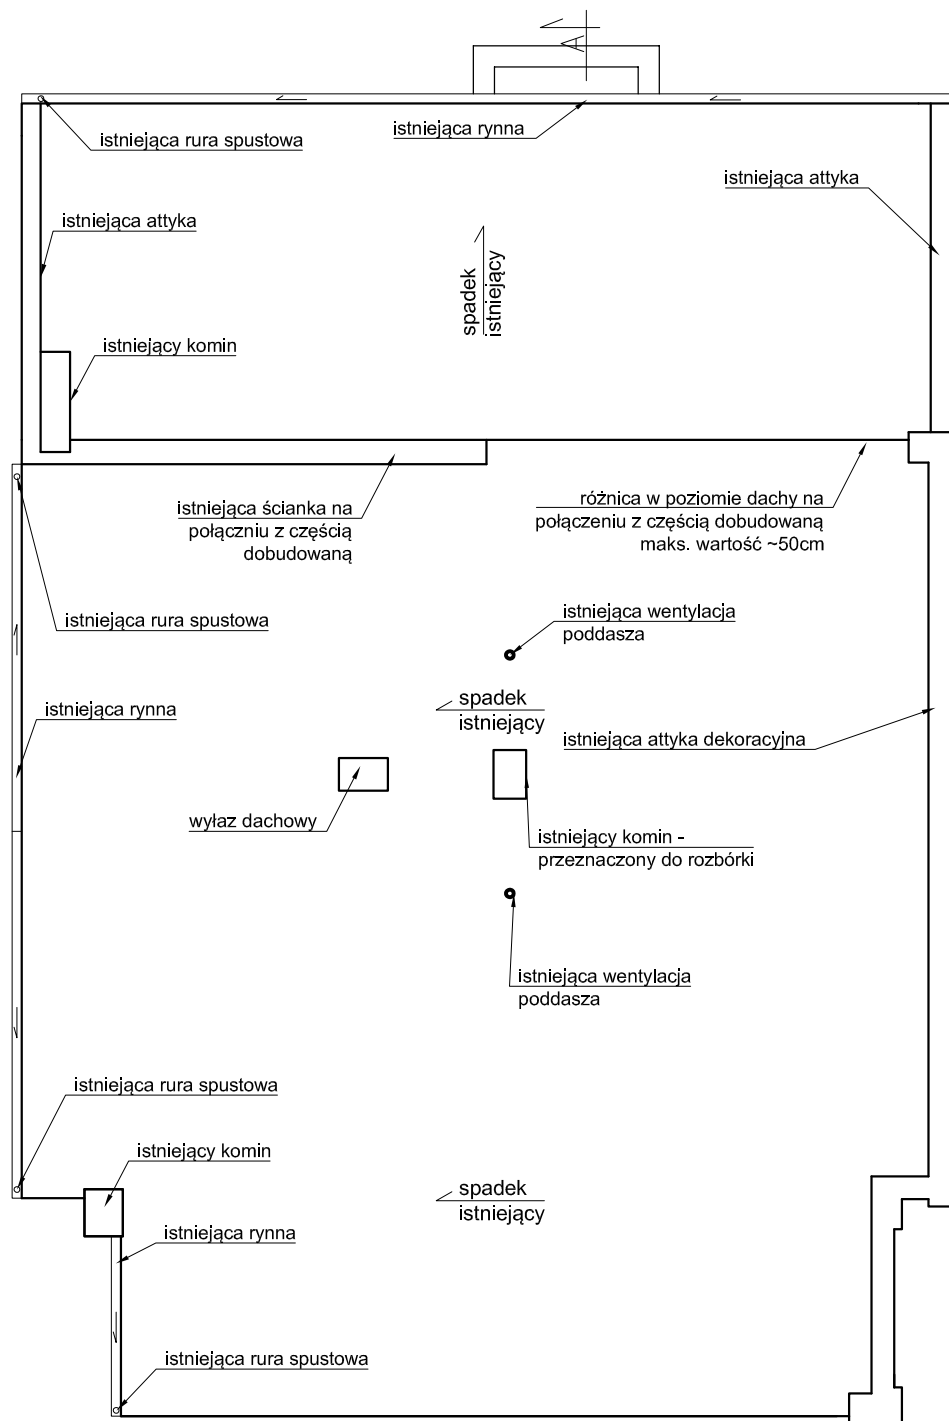 A
istniejąca rura spustowa
istniejąca rynna
istniejąca attyka
istniejąca attyka
spadek
istniejący
istniejący komin
istniejąca ścianka na
połączniu z częścią
dobudowaną
różnica w poziomie dachy na
połączeniu z częścią dobudowaną
maks. wartość ~50cm
istniejąca rura spustowa
istniejąca wentylacja
poddasza
istniejąca rynna
spadek
istniejący
istniejąca attyka dekoracyjna
wyłaz dachowy
istniejący komin -
przeznaczony do rozbórki
istniejąca wentylacja
poddasza
istniejąca rura spustowa
istniejący komin
spadek
istniejący
istniejąca rynna
istniejąca rura spustowa